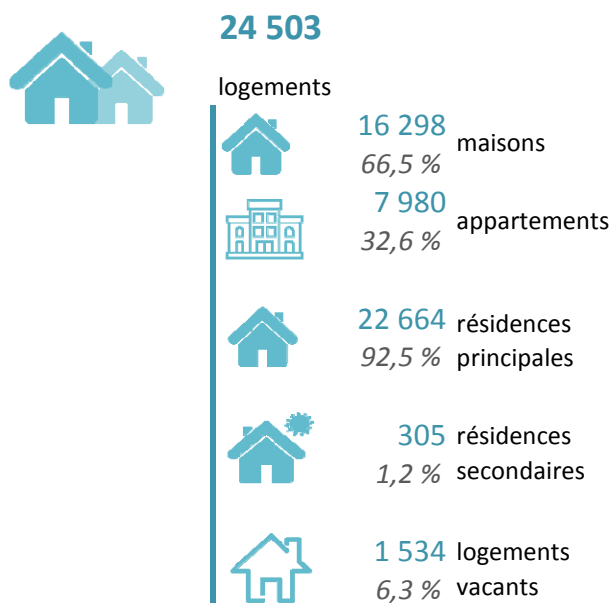 24 503
logements
16 298 maisons
66,5 %
7 980 appartements
32,6 %
22 664 résidences
92,5 % principales
305 résidences
1,2 % secondaires
1 534 logements
6,3 % vacants